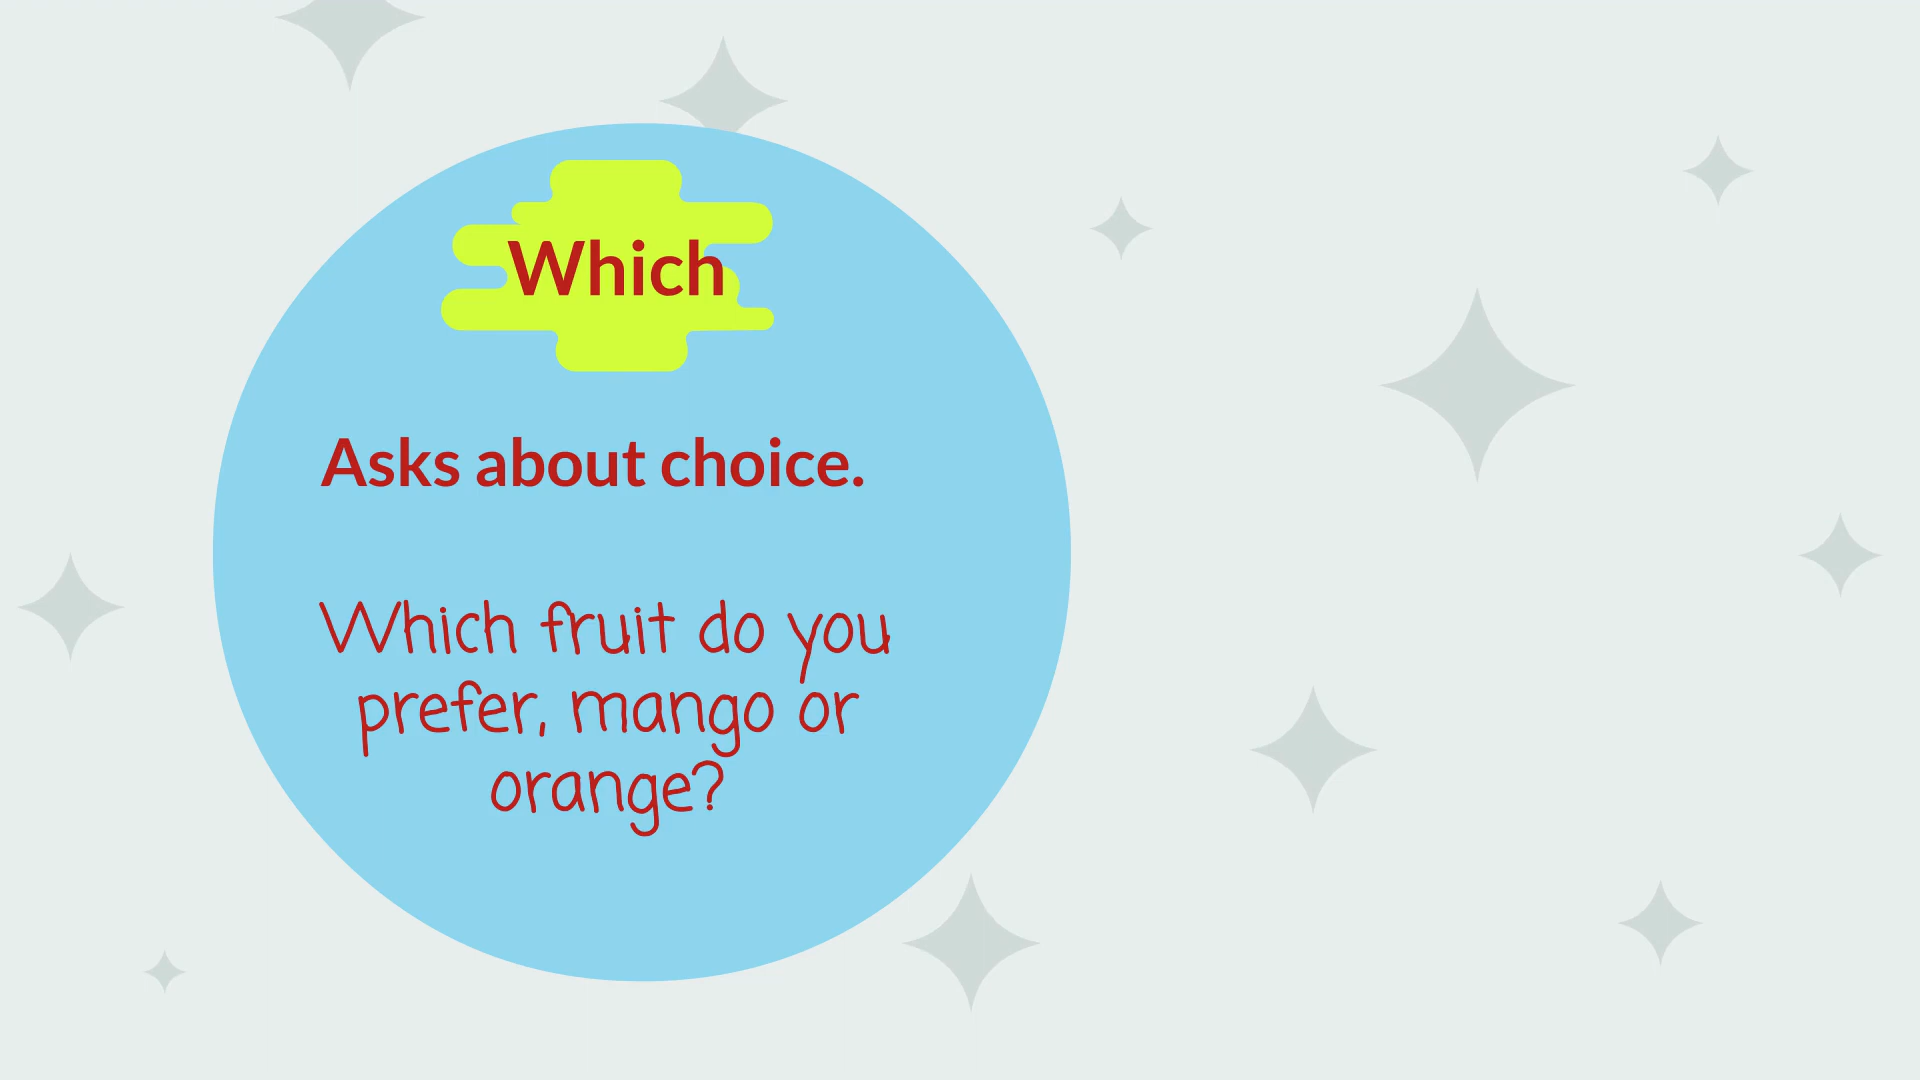 Which
Asks about choice.
Which fruit do you
prefer, mango or
orange?